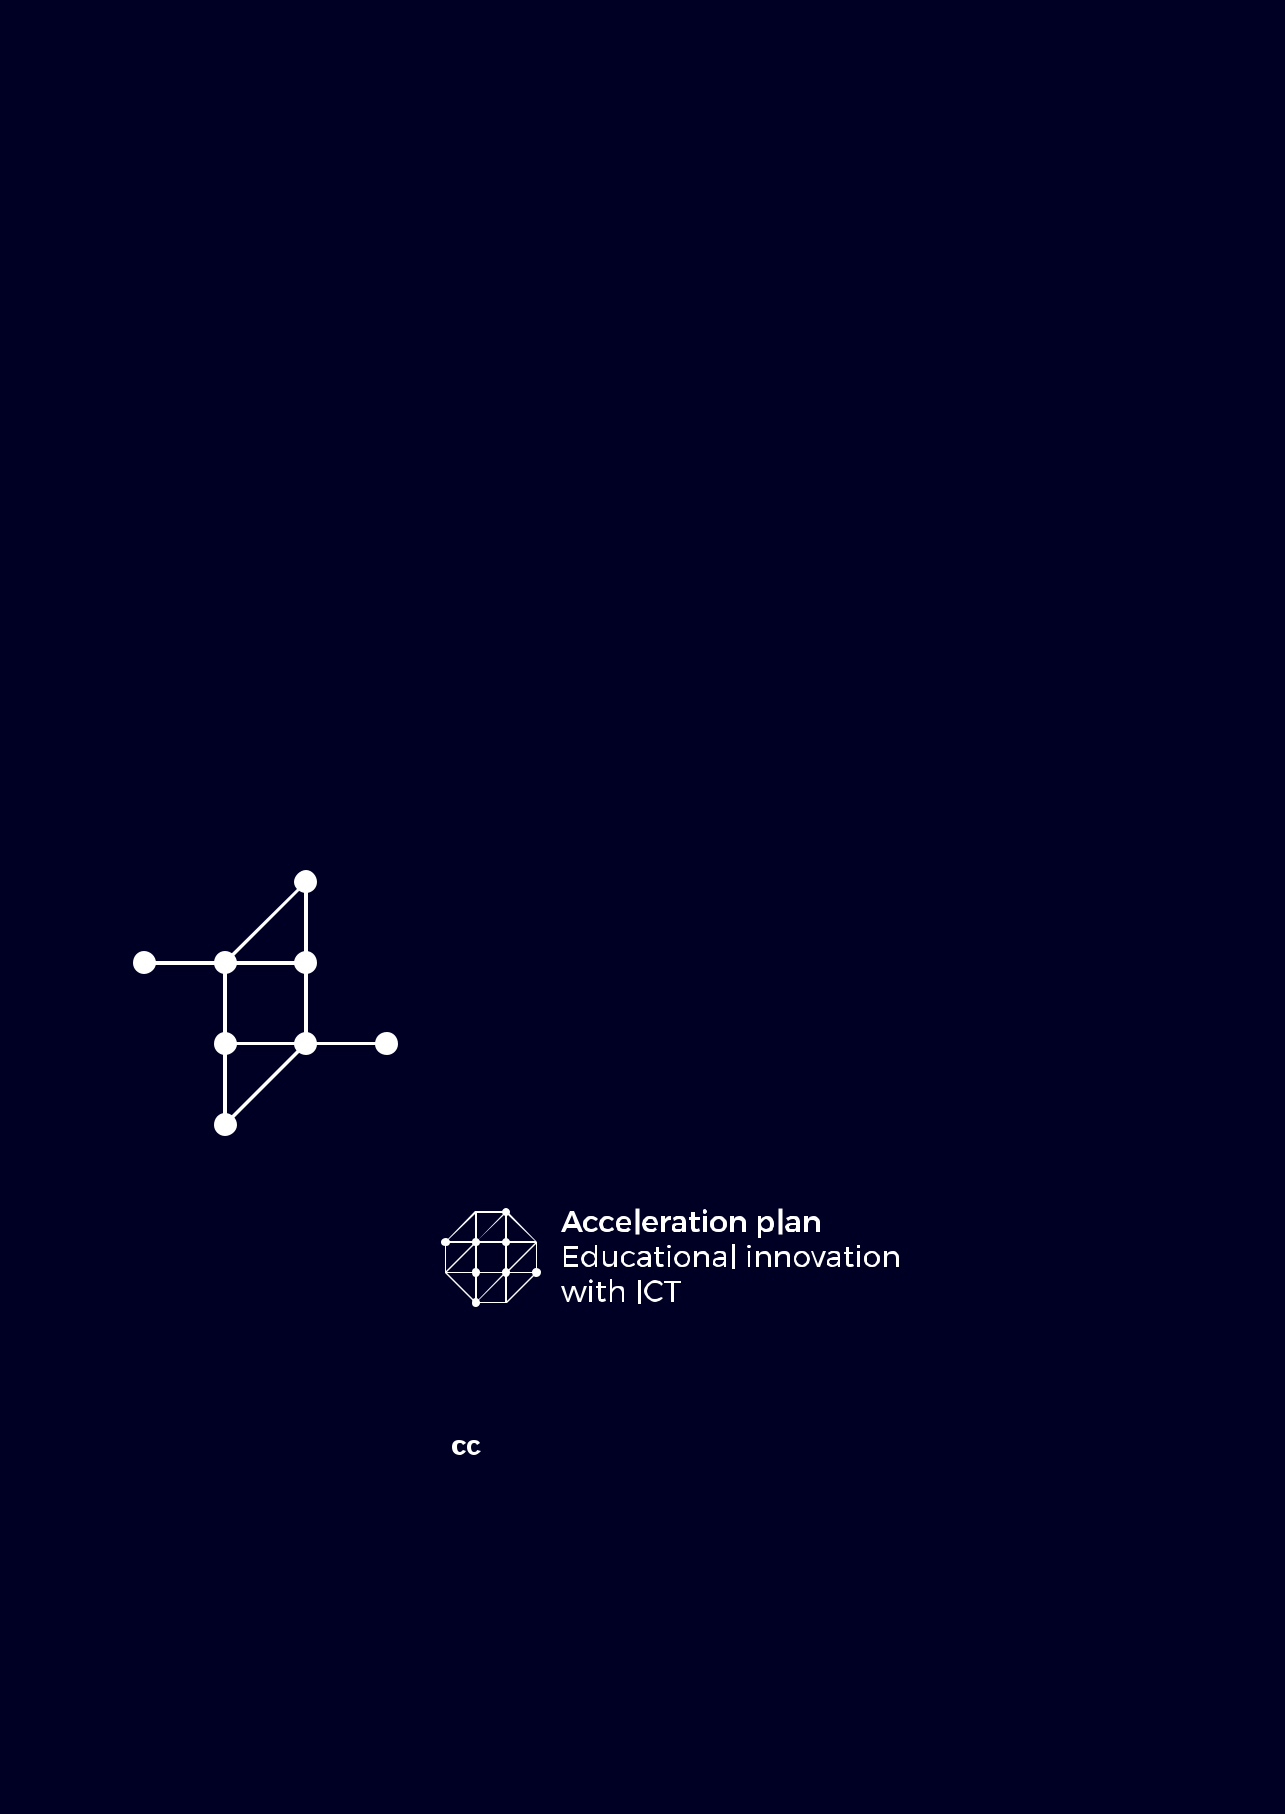 Acceleration plan
Educational innovation
with ICT
cc